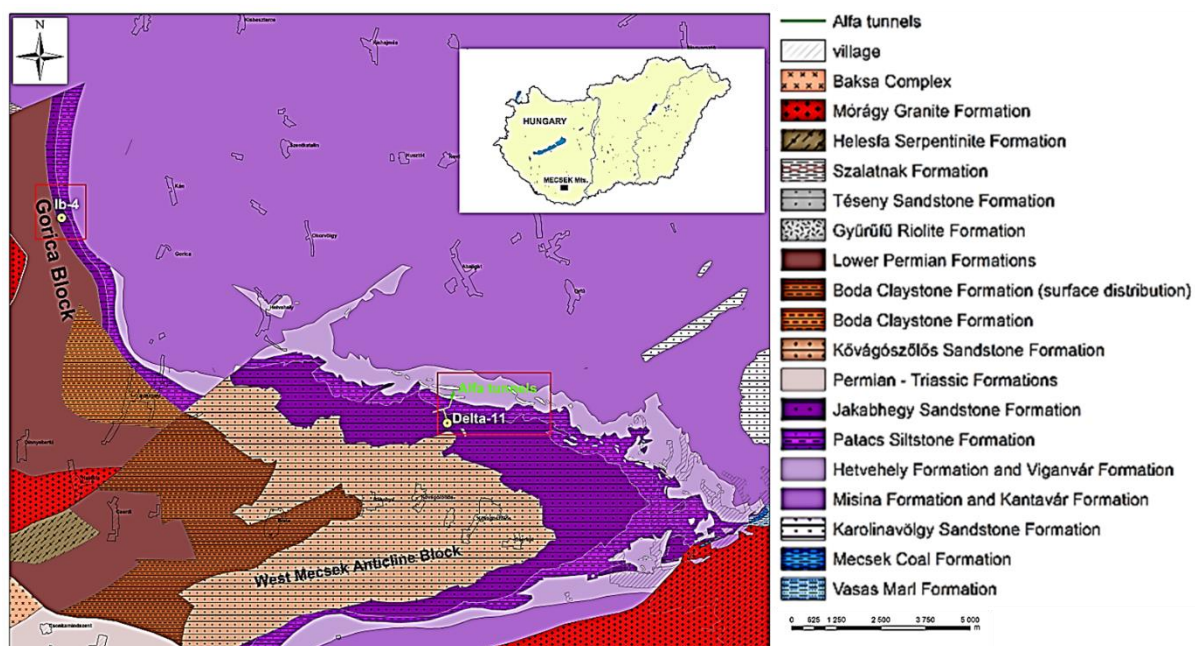 N
HUNGARY
MECSEK Mts.
Ib-4
Gorica Block
Gorica
Hetvehely
Alfa tunnels
Delta-11
West Mecsek Anticline Block
Alfa tunnels
village
Baksa Complex
Mórágy Granite Formation
Helesfa Serpentinite Formation
Szalatnak Formation
Téseny Sandstone Formation
Gyűrűfű Riolite Formation
Lower Permian Formations
Boda Claystone Formation (surface distribution)
Boda Claystone Formation
Kővágószőlős Sandstone Formation
Permian - Triassic Formations
Jakabhegy Sandstone Formation
Patacs Siltstone Formation
Hetvehely Formation and Viganvár Formation
Misina Formation and Kantavár Formation
Karolinavölgy Sandstone Formation
Mecsek Coal Formation
Vasas Marl Formation
0 625 1 250 2 500 3 750 5 000
m